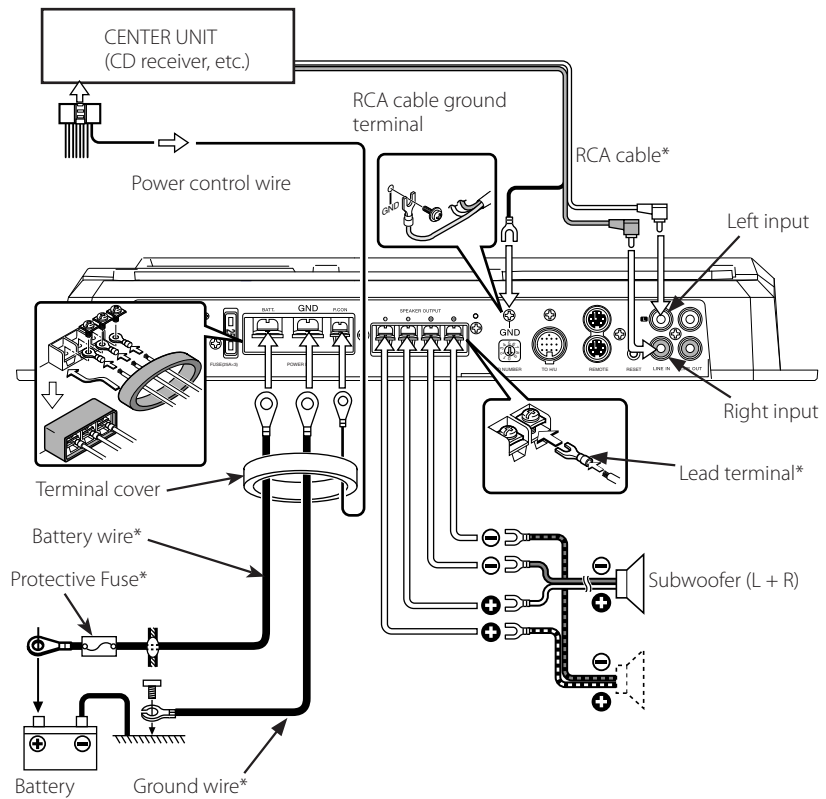 CENTER UNIT
(CD receiver, etc.)
RCA cable ground
terminal
RCA cable*
Power control wire
GND
Left input
BATT.
GND
P.CON
SPEAKER OUTPUT
GND
TO H/U
REMOTE
RESET
LINE IN
Right input
Lead terminal*
Terminal cover
Battery wire*
Protective Fuse*
Subwoofer (L + R)
Battery
Ground wire*